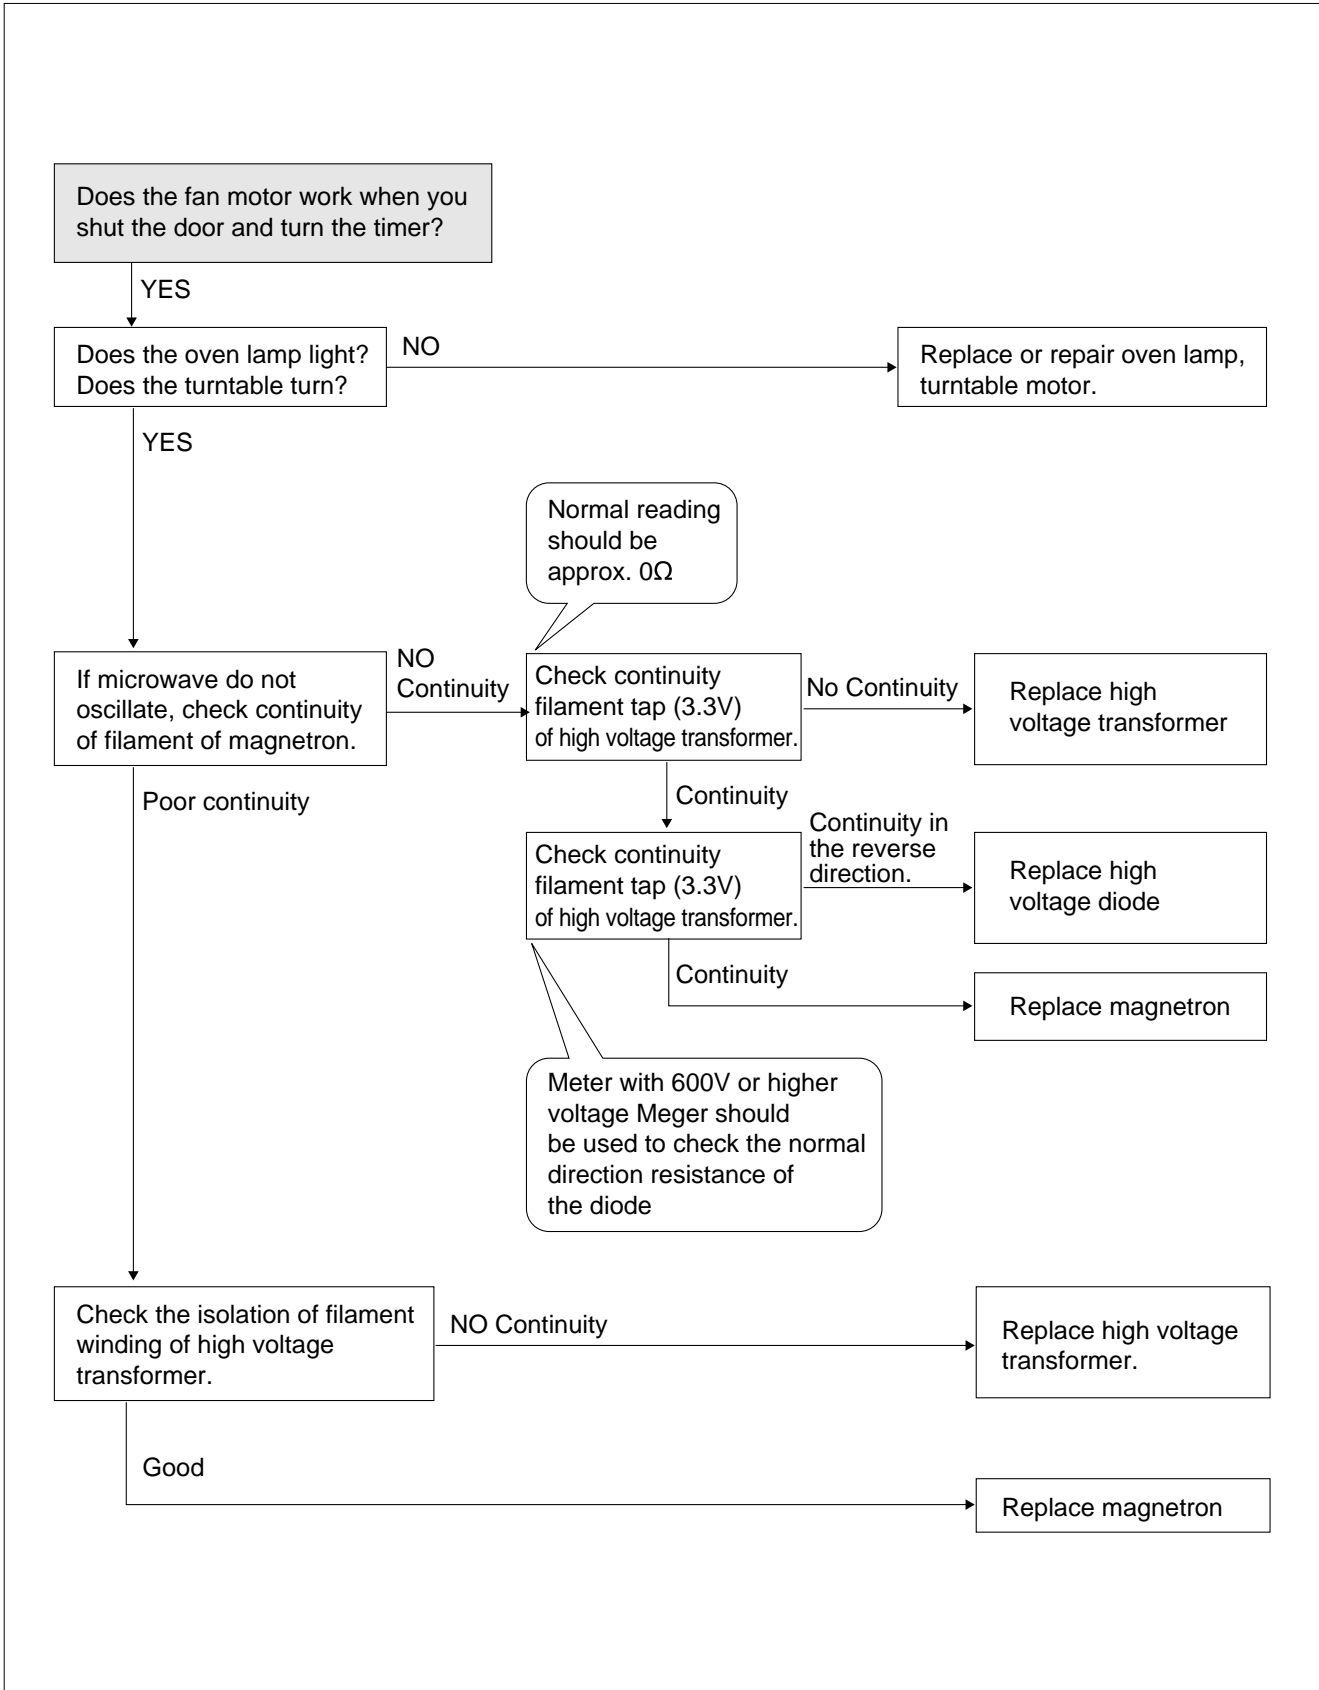 Does the fan motor work when you
shut the door and turn the timer?
YES
Does the oven lamp light?
Does the turntable turn?
NO
Replace or repair oven lamp,
turntable motor.
YES
Normal reading
should be
approx. 0Ω
If microwave do not
oscillate, check continuity
of filament of magnetron.
NO
Continuity
Check continuity
filament tap (3.3V)
of high voltage transformer.
No Continuity
Replace high
voltage transformer
Poor continuity
Continuity
Check continuity
filament tap (3.3V)
of high voltage transformer.
Continuity in
the reverse
direction.
Replace high
voltage diode
Continuity
Replace magnetron
Meter with 600V or higher
voltage Meger should
be used to check the normal
direction resistance of
the diode
Check the isolation of filament
winding of high voltage
transformer.
NO Continuity
Replace high voltage
transformer.
Good
Replace magnetron